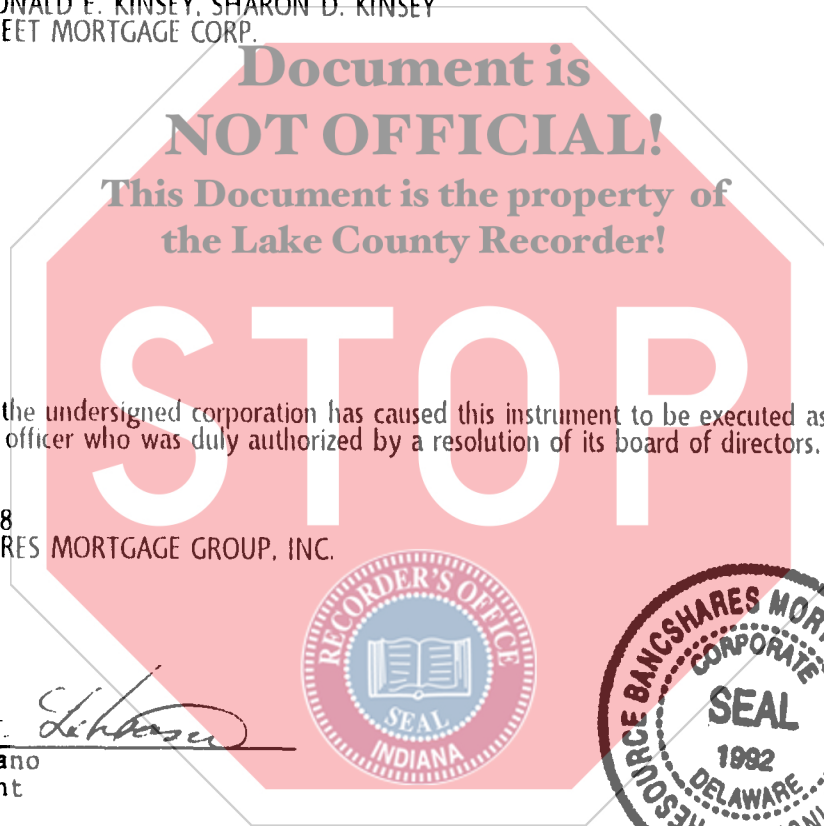 ONALD E. KINSEY, SHARON D. KINSEY
EET MORTGAGE CORP.
Document is
NOT OFFICIAL!
This Document is the property of
the Lake County Recorder!
STOP
the undersigned corporation has caused this instrument to be executed as
officer who was duly authorized by a resolution of its board of directors.
8
RES MORTGAGE GROUP, INC.
RECORDER'S OFFICE
SEAL
INDIANA
RESOURCE BANCSHARES MOR
CORPORATE
SEAL
1992
DELAWARE
ano
nt